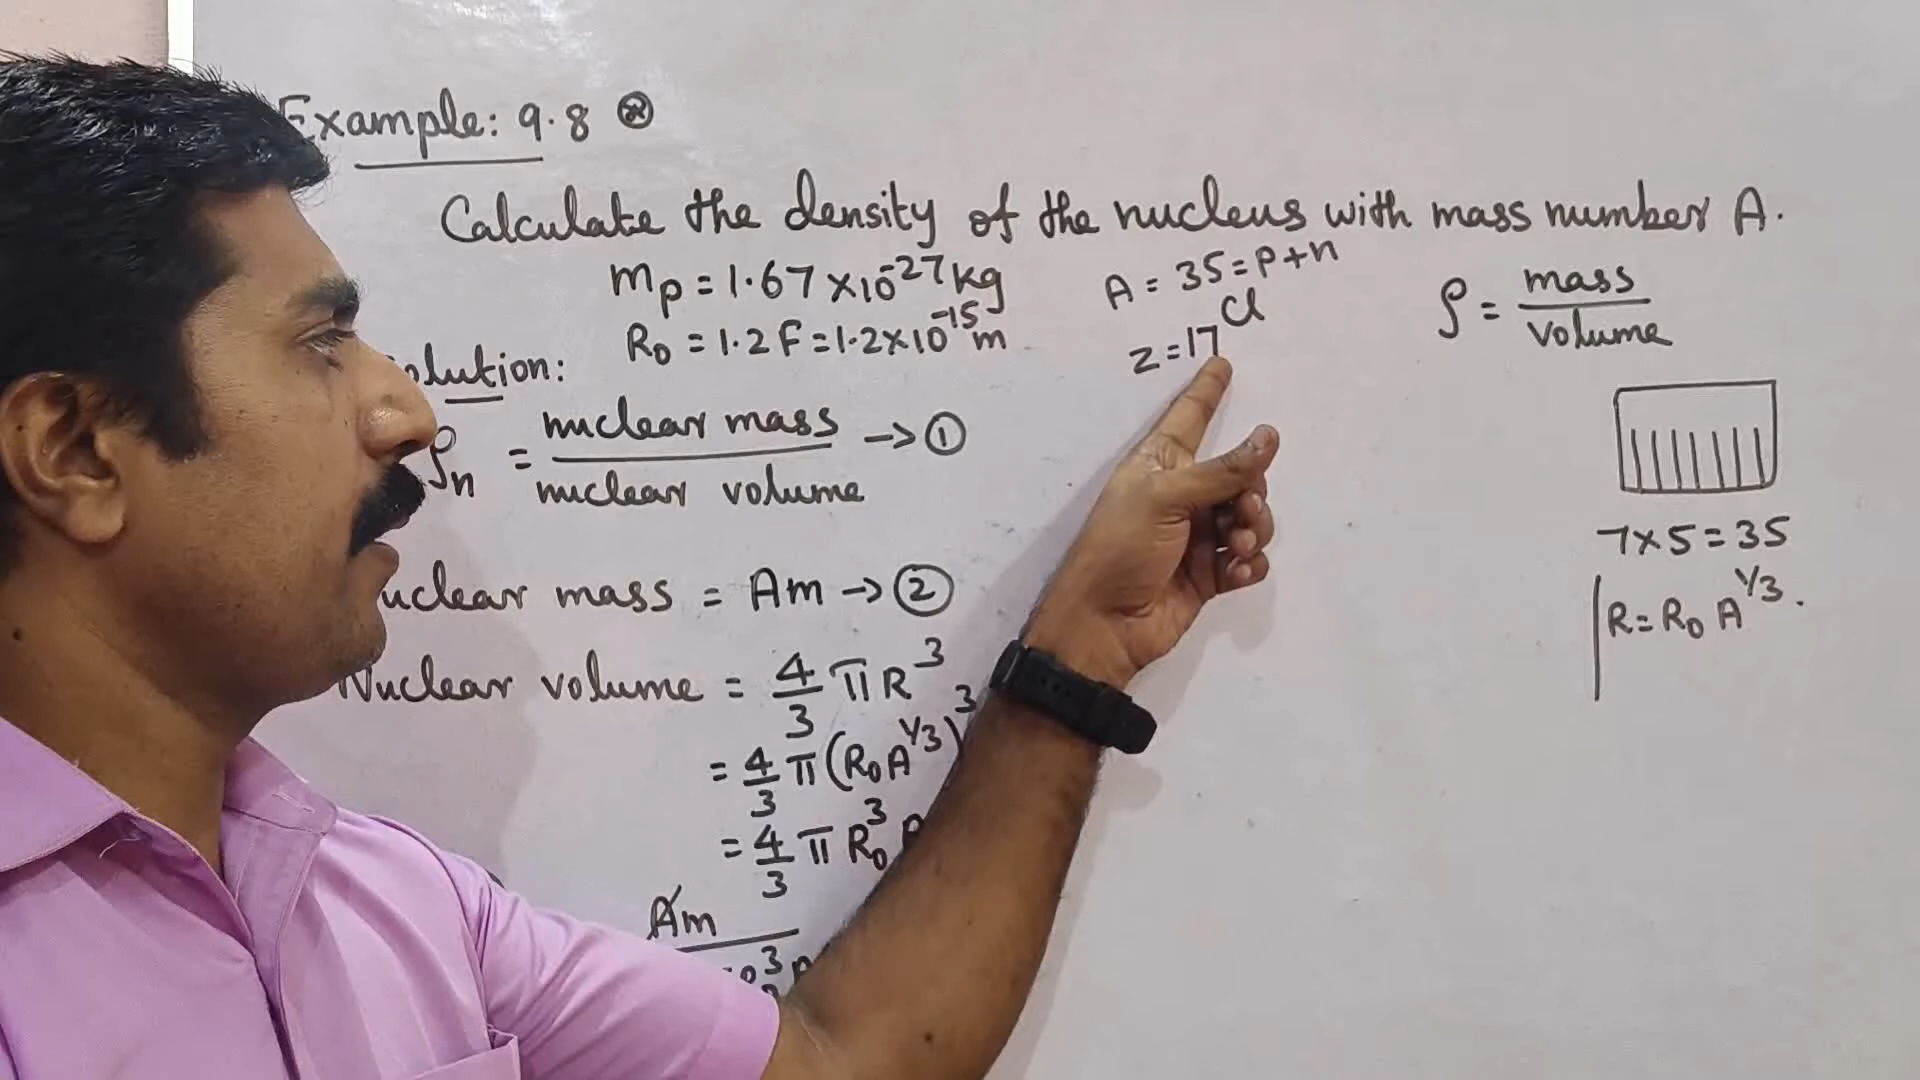 Example: 9.8
Calculate the density of the nucleus with mass number A.
mp = 1.67 ×10^-27 kg
R₀ = 1.2 F = 1.2×10^-15 m
A = 35 = P+n
Cl
Z = 17
ρ = mass / volume
olution:
ρn = nuclear mass / nuclear volume → ①
uclear mass = Am → ②
Nuclear volume = 4/3 π R³
= 4/3 π (R₀ A^1/3)³
= 4/3 π R₀³
Am
7×5 = 35
R = R₀ A^1/3.